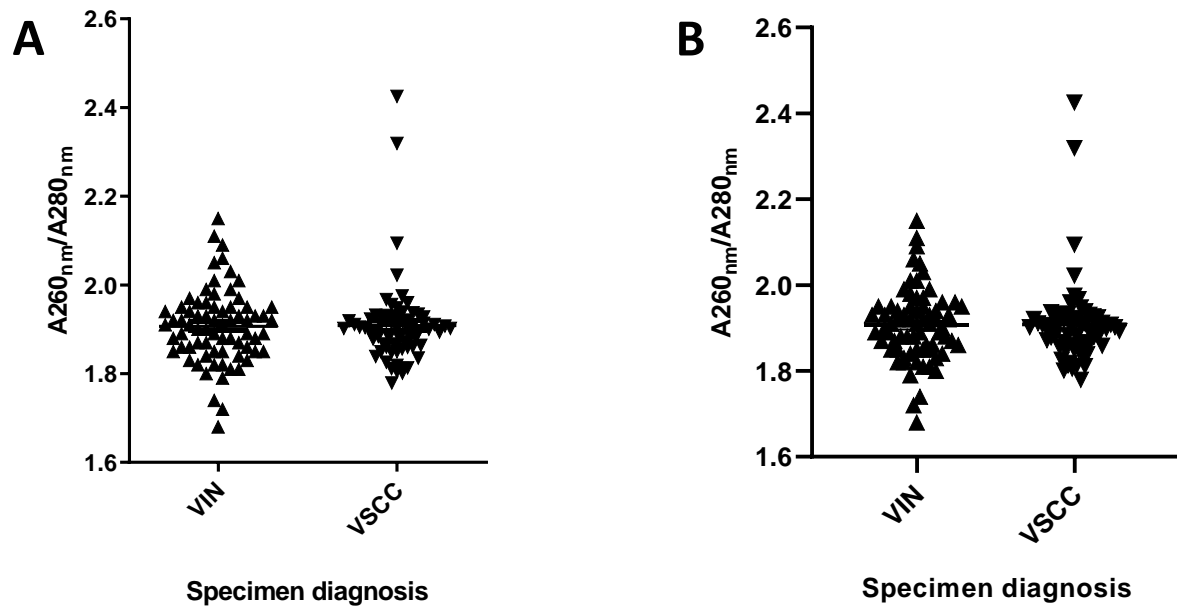 A
A260nm/A280nm
2.6
2.4
2.2
2.0
1.8
1.6
VIN
VSCC
Specimen diagnosis
B
A260nm/A280nm
2.6
2.4
2.2
2.0
1.8
1.6
VIN
VSCC
Specimen diagnosis